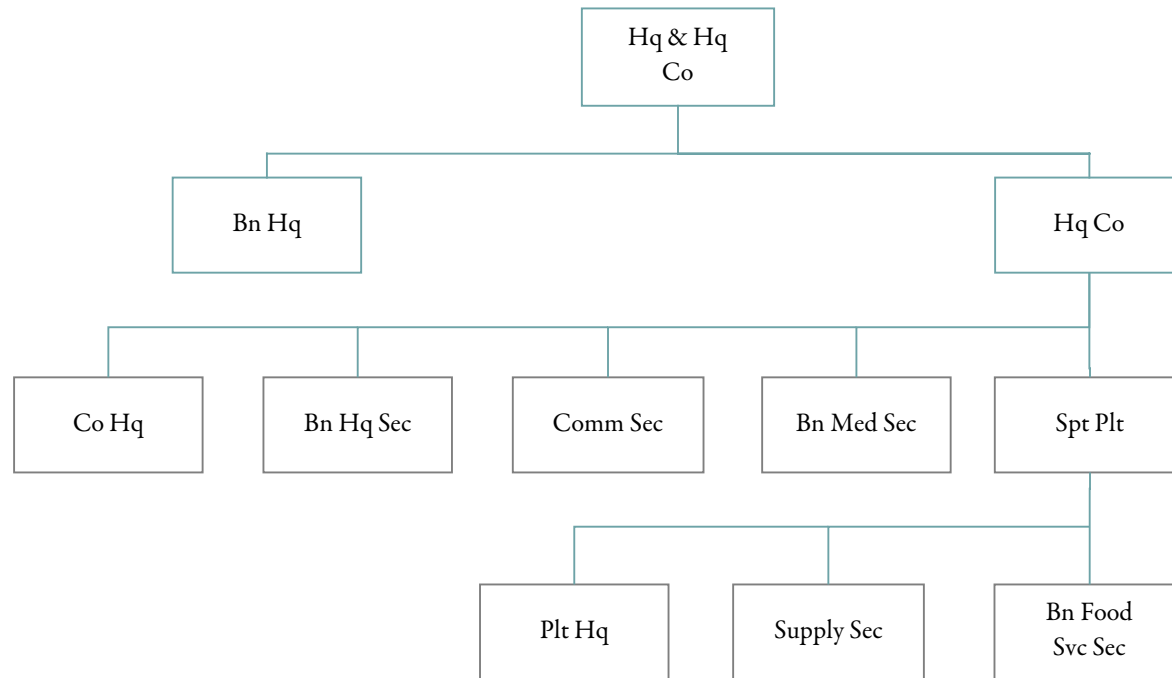 Hq & Hq
Co
Bn Hq
Hq Co
Co Hq
Bn Hq Sec
Comm Sec
Bn Med Sec
Spt Plt
Plt Hq
Supply Sec
Bn Food
Svc Sec